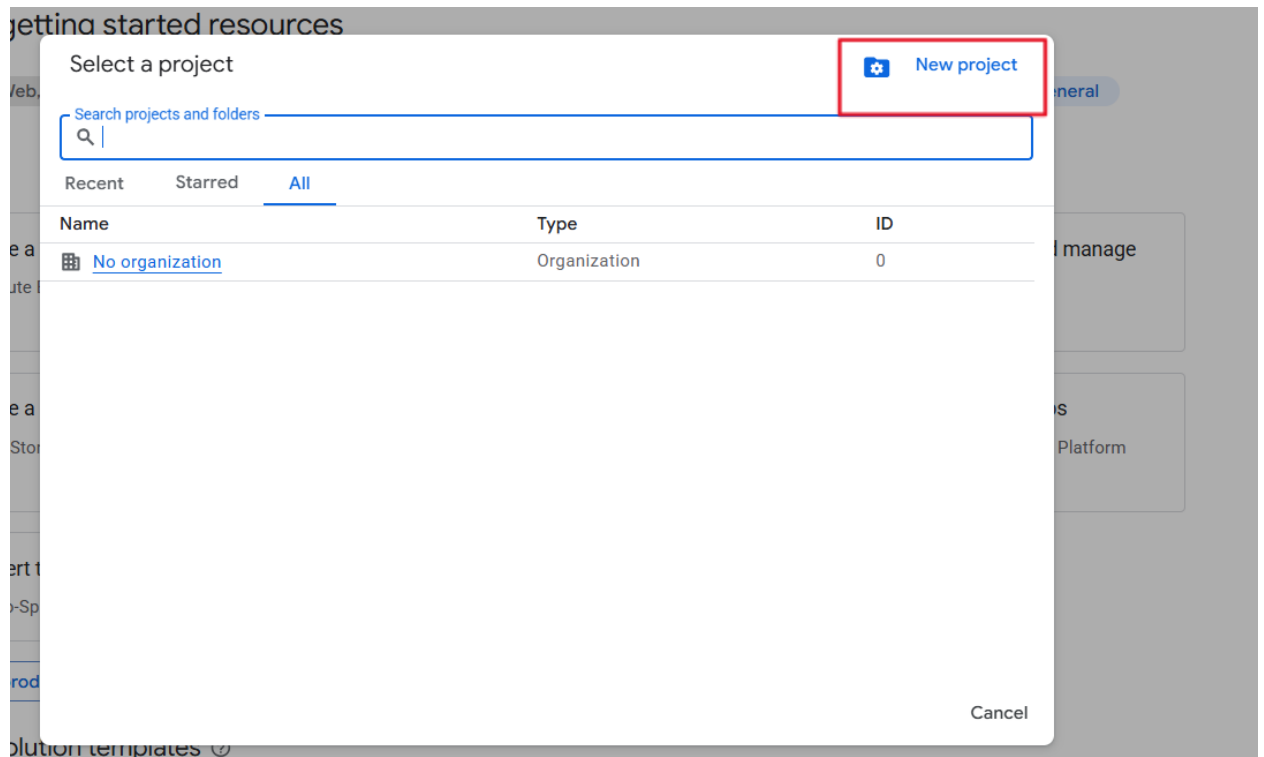 getting started resources
Select a project
New project
Search projects and folders
Recent
Starred
All
Name
Type
ID
No organization
Organization
0
Cancel
manage
Platform